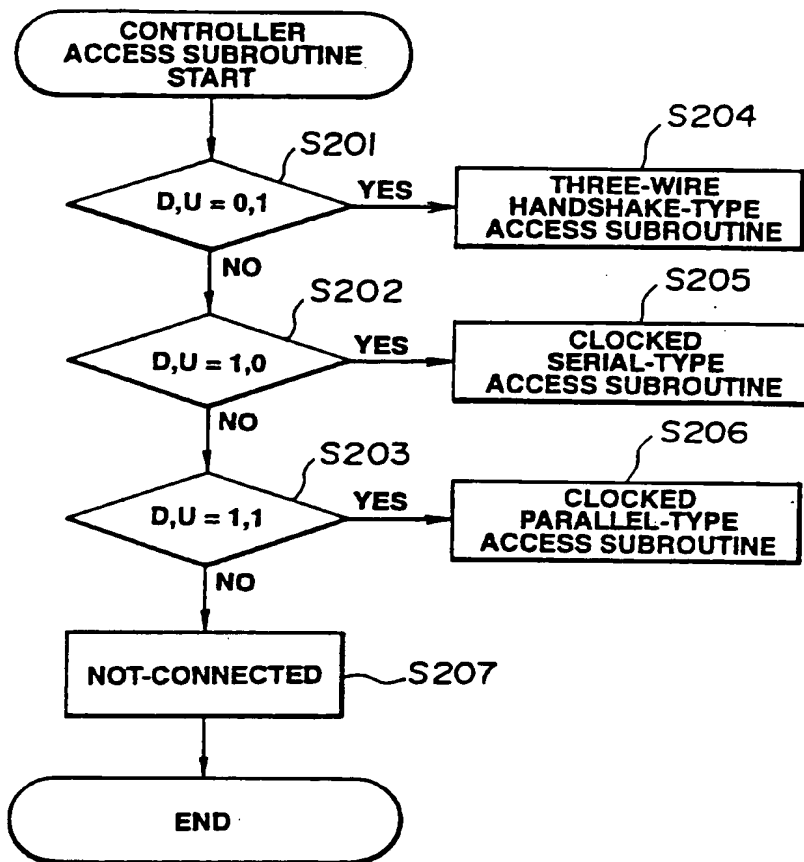 CONTROLLER
ACCESS SUBROUTINE
START
S201
D,U = 0,1
YES
NO
S204
THREE-WIRE
HANDSHAKE-TYPE
ACCESS SUBROUTINE
S202
D,U = 1,0
YES
NO
S205
CLOCKED
SERIAL-TYPE
ACCESS SUBROUTINE
S203
D,U = 1,1
YES
NO
S206
CLOCKED
PARALLEL-TYPE
ACCESS SUBROUTINE
NOT-CONNECTED
S207
END